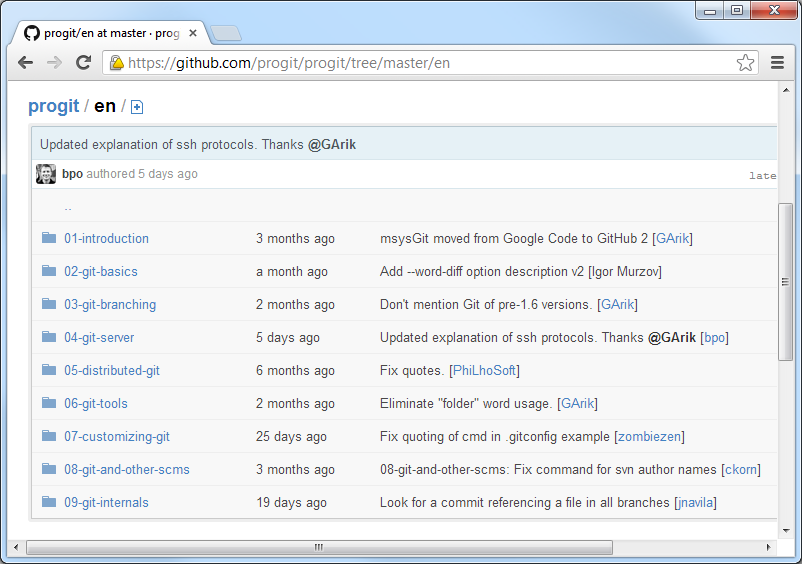 progit/en at master · prog
https://github.com/progit/progit/tree/master/en
progit / en /
Updated explanation of ssh protocols. Thanks @GArik
bpo authored 5 days ago
late
..
01-introduction 3 months ago msysGit moved from Google Code to GitHub 2 [GArik]
02-git-basics a month ago Add --word-diff option description v2 [Igor Murzov]
03-git-branching 2 months ago Don't mention Git of pre-1.6 versions. [GArik]
04-git-server 5 days ago Updated explanation of ssh protocols. Thanks @GArik [bpo]
05-distributed-git 6 months ago Fix quotes. [PhiLhoSoft]
06-git-tools 2 months ago Eliminate "folder" word usage. [GArik]
07-customizing-git 25 days ago Fix quoting of cmd in .gitconfig example [zombiezen]
08-git-and-other-scms 3 months ago 08-git-and-other-scms: Fix command for svn author names [ckorn]
09-git-internals 19 days ago Look for a commit referencing a file in all branches [jnavila]